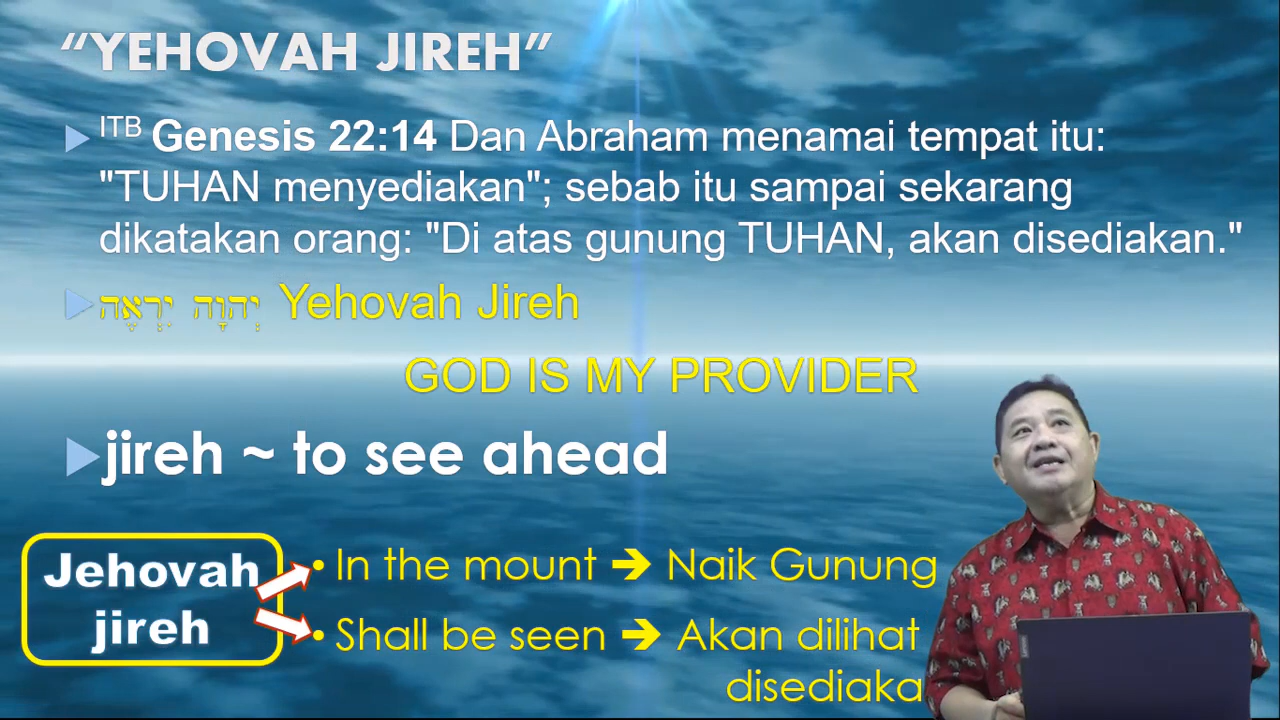 “YEHOVAH JIREH”
ITB Genesis 22:14 Dan Abraham menamai tempat itu:
"TUHAN menyediakan"; sebab itu sampai sekarang
dikatakan orang: "Di atas gunung TUHAN, akan disediakan."
יְהוָה יִרְאֶה Yehovah Jireh
GOD IS MY PROVIDER
jireh ~ to see ahead
Jehovah
jireh
• In the mount ➔ Naik Gunung
• Shall be seen ➔ Akan dilihat
disediaka